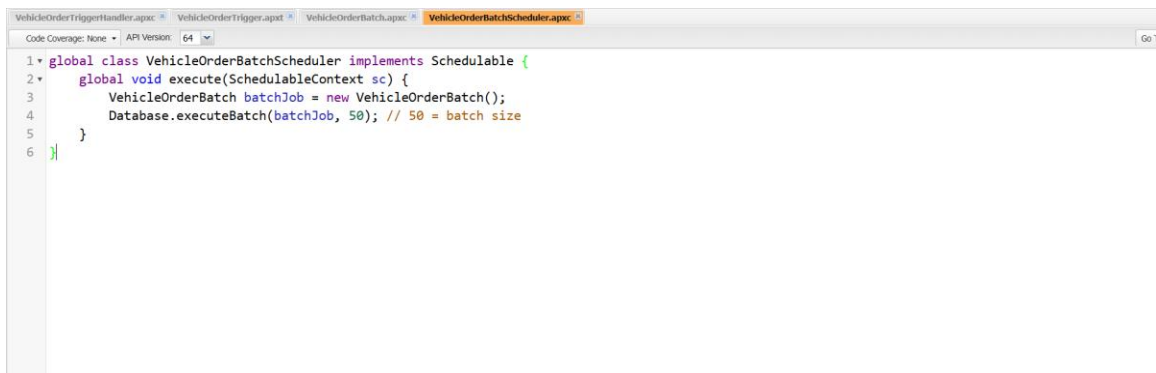 VehicleOrderTriggerHandler.apxc VehicleOrderTrigger.apxt VehicleOrderBatch.apxc VehicleOrderBatchScheduler.apxc
Code Coverage: None API Version: 64 Go T
1 global class VehicleOrderBatchScheduler implements Schedulable {
2 global void execute(SchedulableContext sc) {
3 VehicleOrderBatch batchJob = new VehicleOrderBatch();
4 Database.executeBatch(batchJob, 50); // 50 = batch size
5 }
6 }